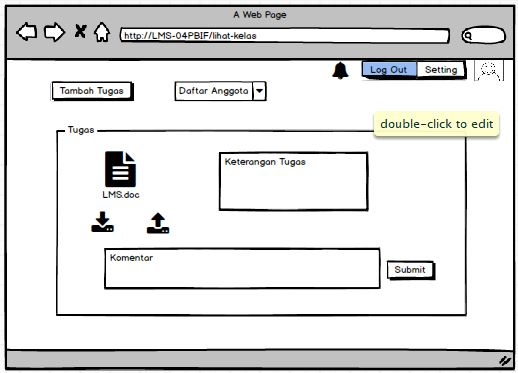 A Web Page
http://LMS-04PBIF/lihat-kelas
Log Out
Setting
Tambah Tugas
Daftar Anggota
double-click to edit
Tugas
LMS.doc
Keterangan Tugas
Komentar
Submit